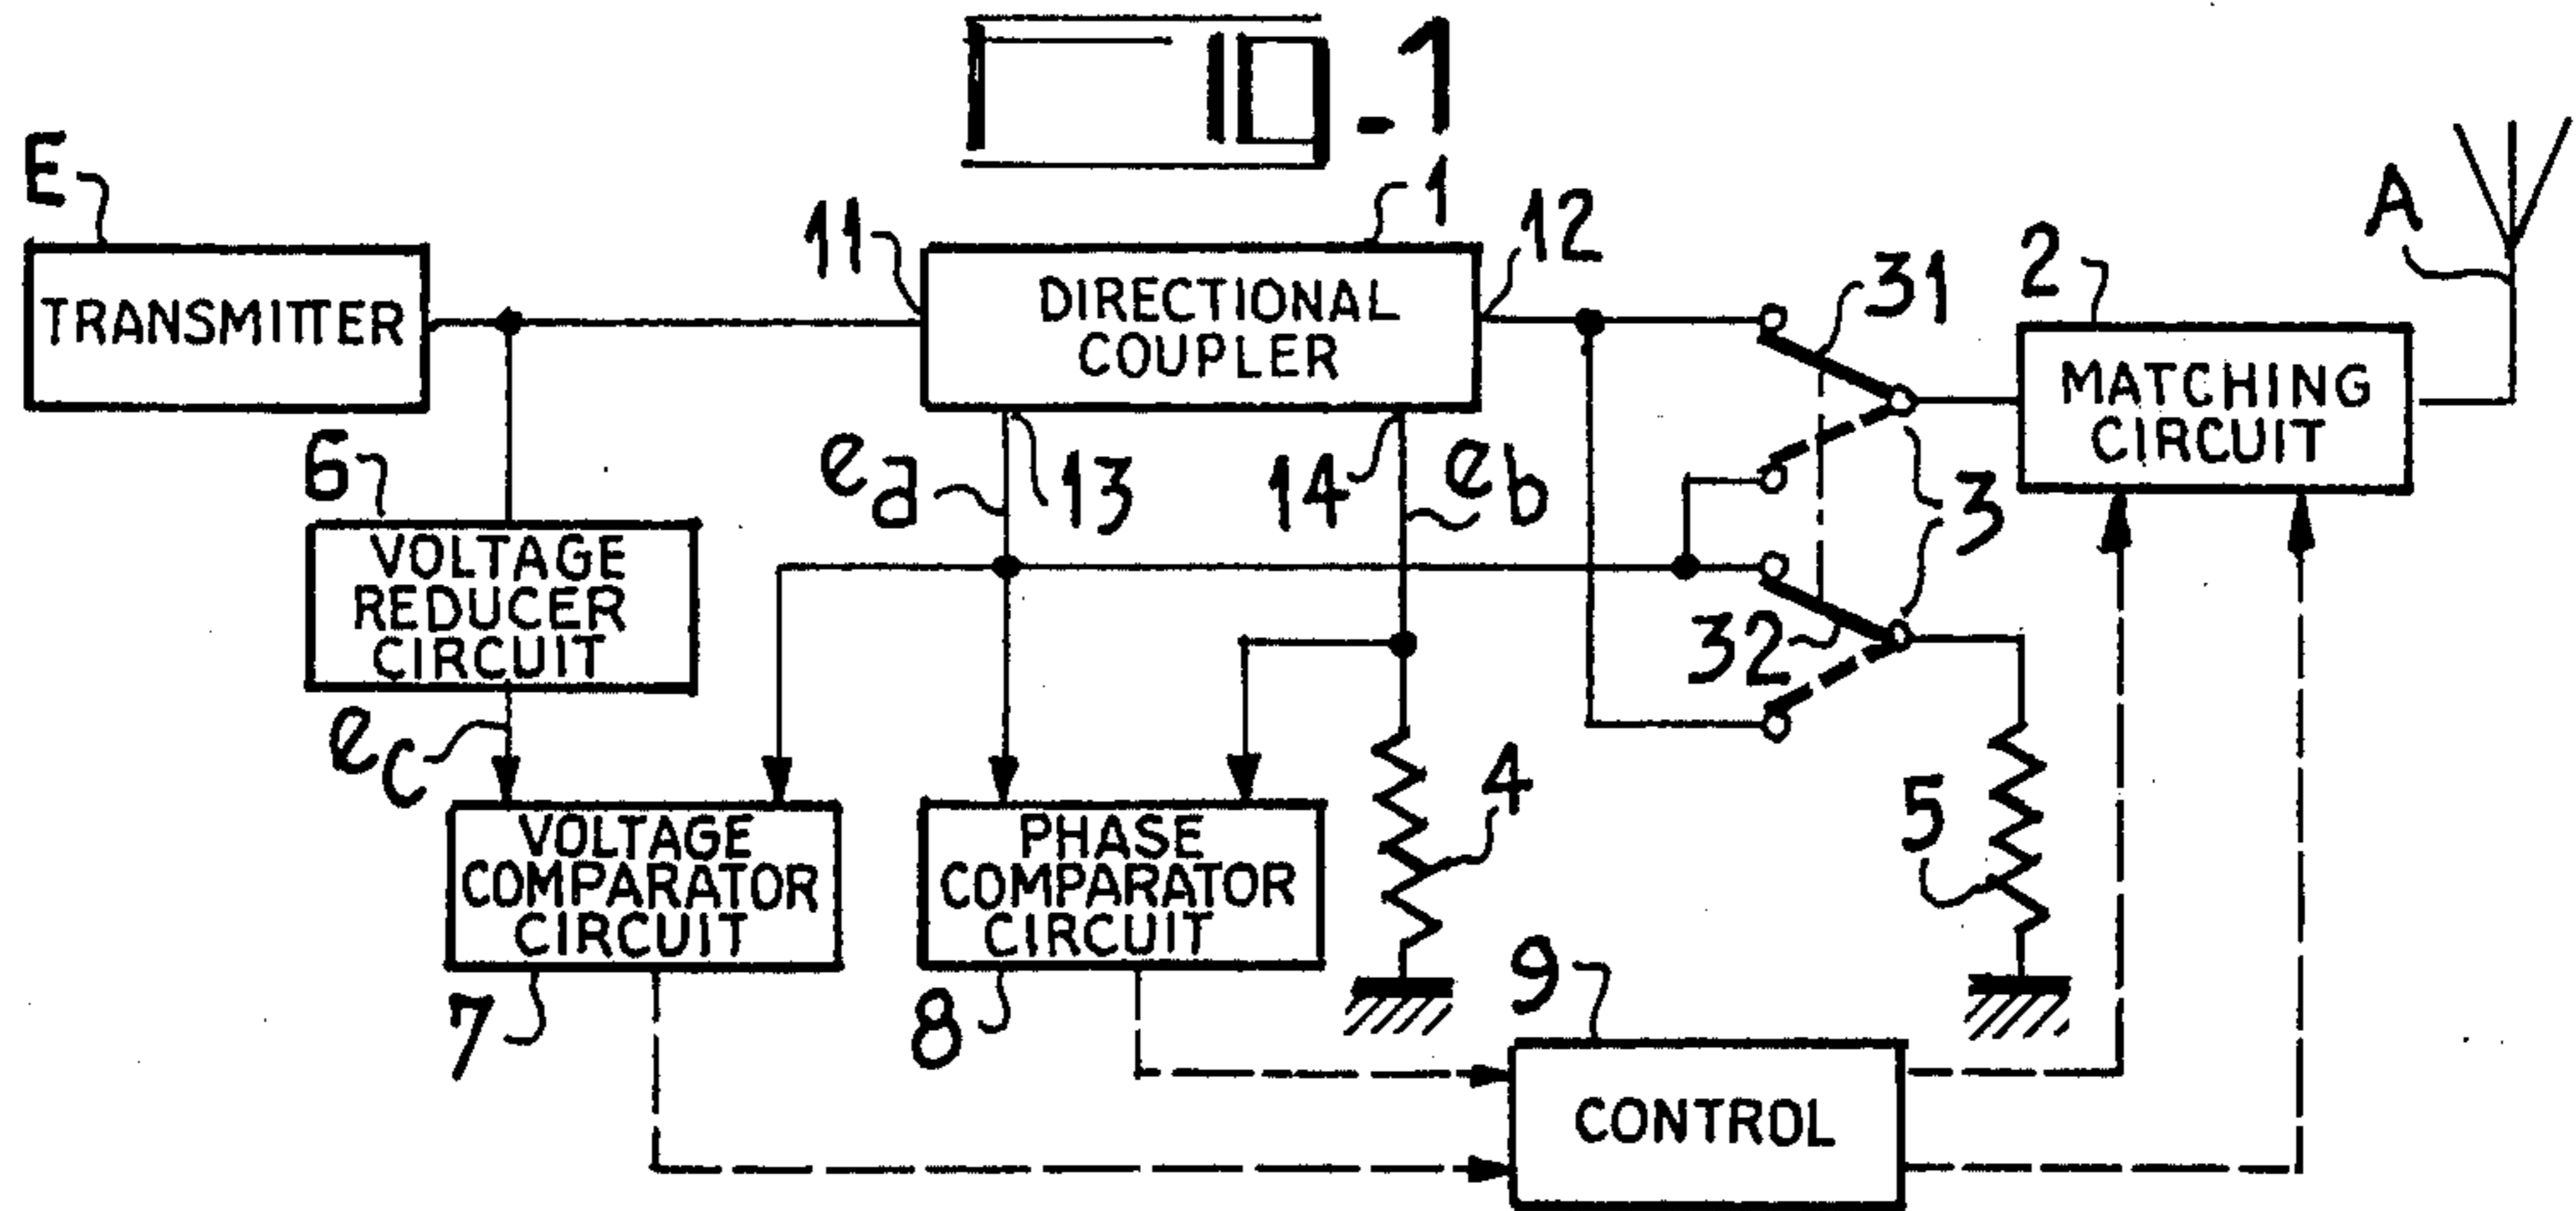 FIG-1
E
TRANSMITTER
11
1
DIRECTIONAL
COUPLER
12
31
2
A
MATCHING
CIRCUIT
6
VOLTAGE
REDUCER
CIRCUIT
ea
13
14
eb
3
32
ec
VOLTAGE
COMPARATOR
CIRCUIT
PHASE
COMPARATOR
CIRCUIT
4
5
7
8
9
CONTROL